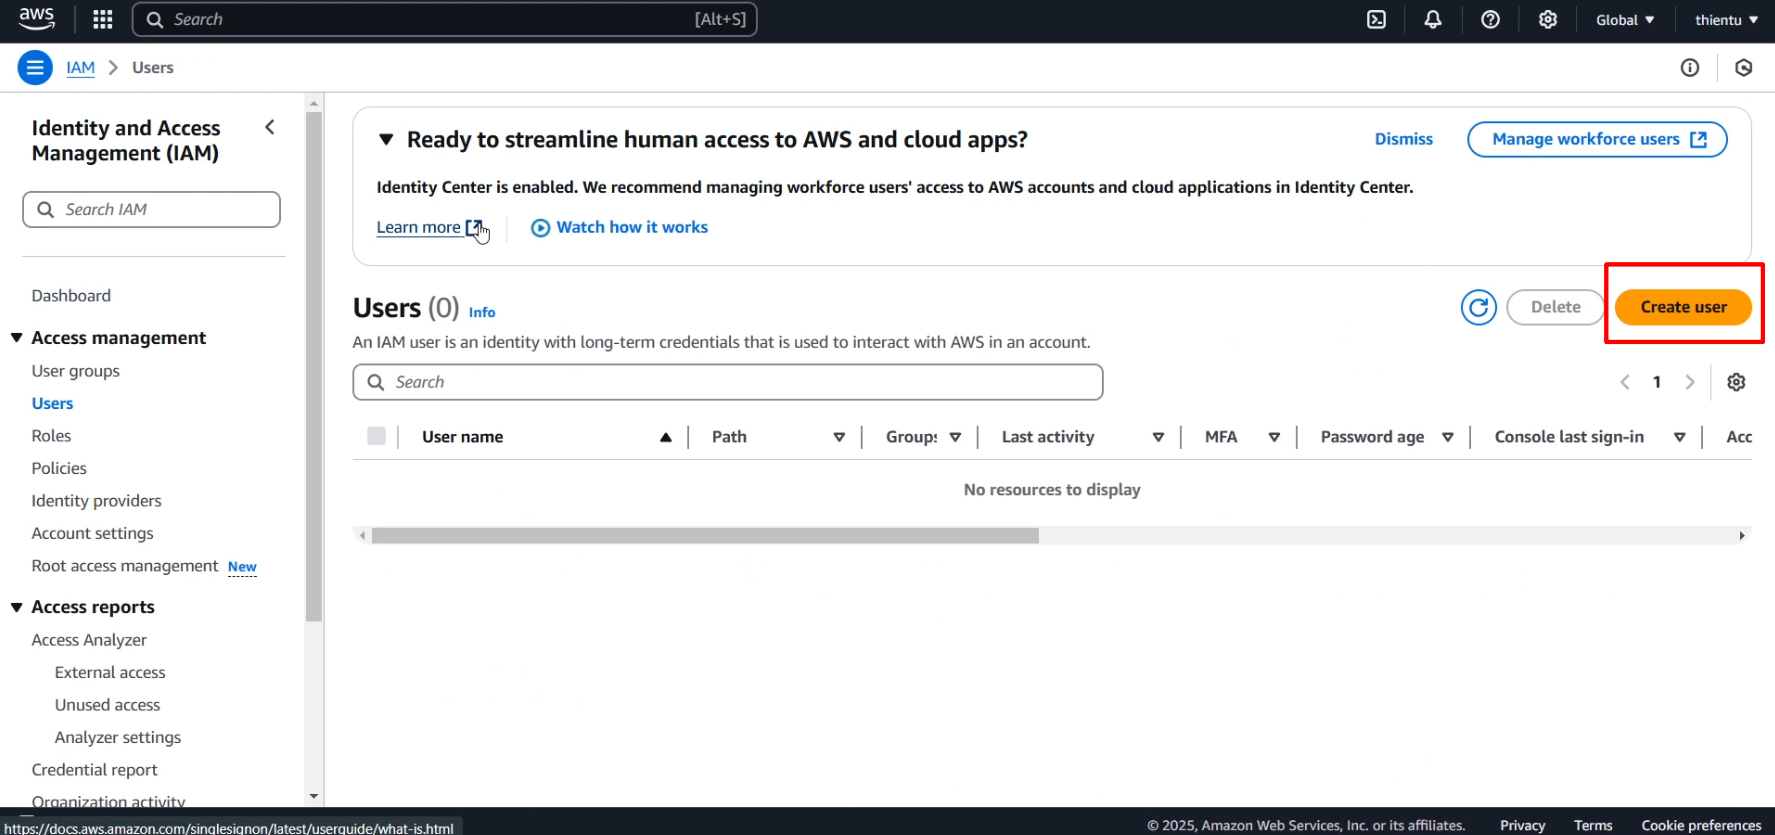 aws
Search
[Alt+S]
Global
thientu
IAM
Users
Identity and Access
Management (IAM)
Search IAM
Dashboard
Access management
User groups
Users
Roles
Policies
Identity providers
Account settings
Root access management New
Access reports
Access Analyzer
External access
Unused access
Analyzer settings
Credential report
Organization activity
Ready to streamline human access to AWS and cloud apps?
Dismiss
Manage workforce users
Identity Center is enabled. We recommend managing workforce users' access to AWS accounts and cloud applications in Identity Center.
Learn more
Watch how it works
Users (0) Info
Delete
Create user
An IAM user is an identity with long-term credentials that is used to interact with AWS in an account.
Search
1
User name
Path
Groups
Last activity
MFA
Password age
Console last sign-in
Acc
No resources to display
https://docs.aws.amazon.com/singlesignon/latest/userguide/what-is.html
© 2025, Amazon Web Services, Inc. or its affiliates.
Privacy
Terms
Cookie preferences